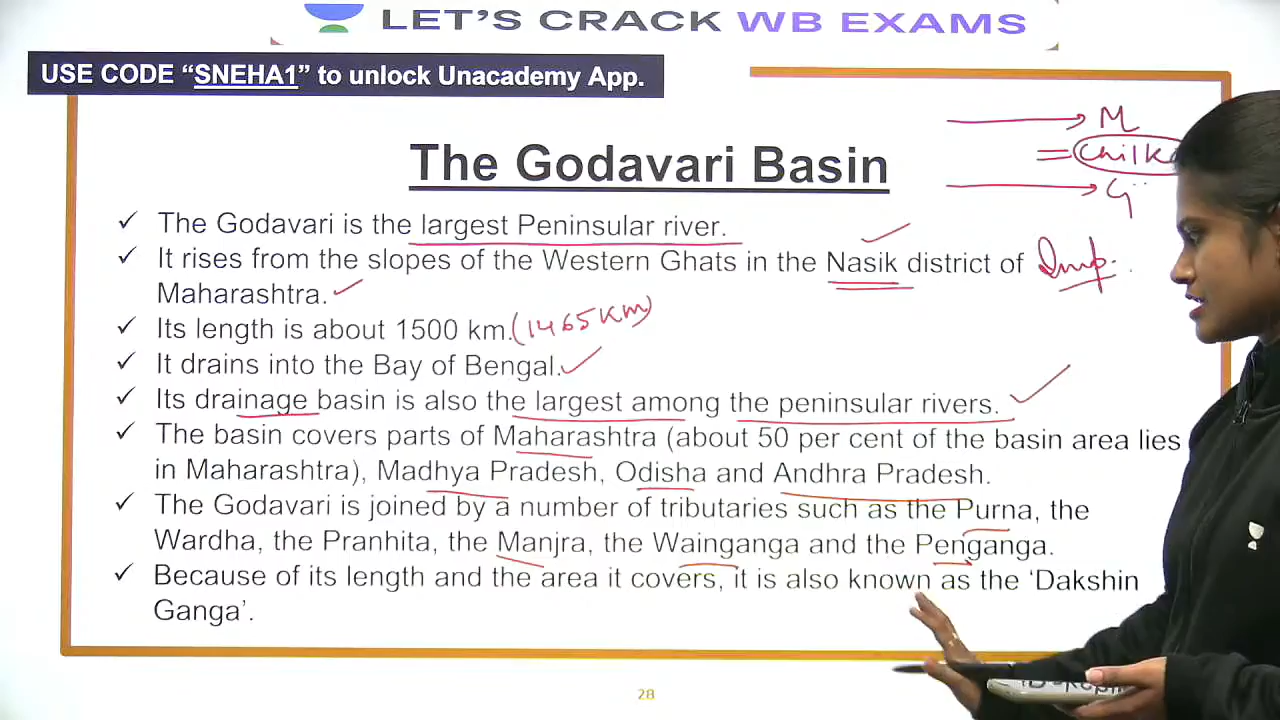 LET'S CRACK WB EXAMS
USE CODE “SNEHA1” to unlock Unacademy App.
M
Chilk
G
The Godavari Basin
✓ The Godavari is the largest Peninsular river.
✓ It rises from the slopes of the Western Ghats in the Nasik district of Imp.
Maharashtra.
✓ Its length is about 1500 km. (1465 km)
✓ It drains into the Bay of Bengal.
✓ Its drainage basin is also the largest among the peninsular rivers.
✓ The basin covers parts of Maharashtra (about 50 per cent of the basin area lies
in Maharashtra), Madhya Pradesh, Odisha and Andhra Pradesh.
✓ The Godavari is joined by a number of tributaries such as the Purna, the
Wardha, the Pranhita, the Manjra, the Wainganga and the Penganga.
✓ Because of its length and the area it covers, it is also known as the ‘Dakshin
Ganga’.
28